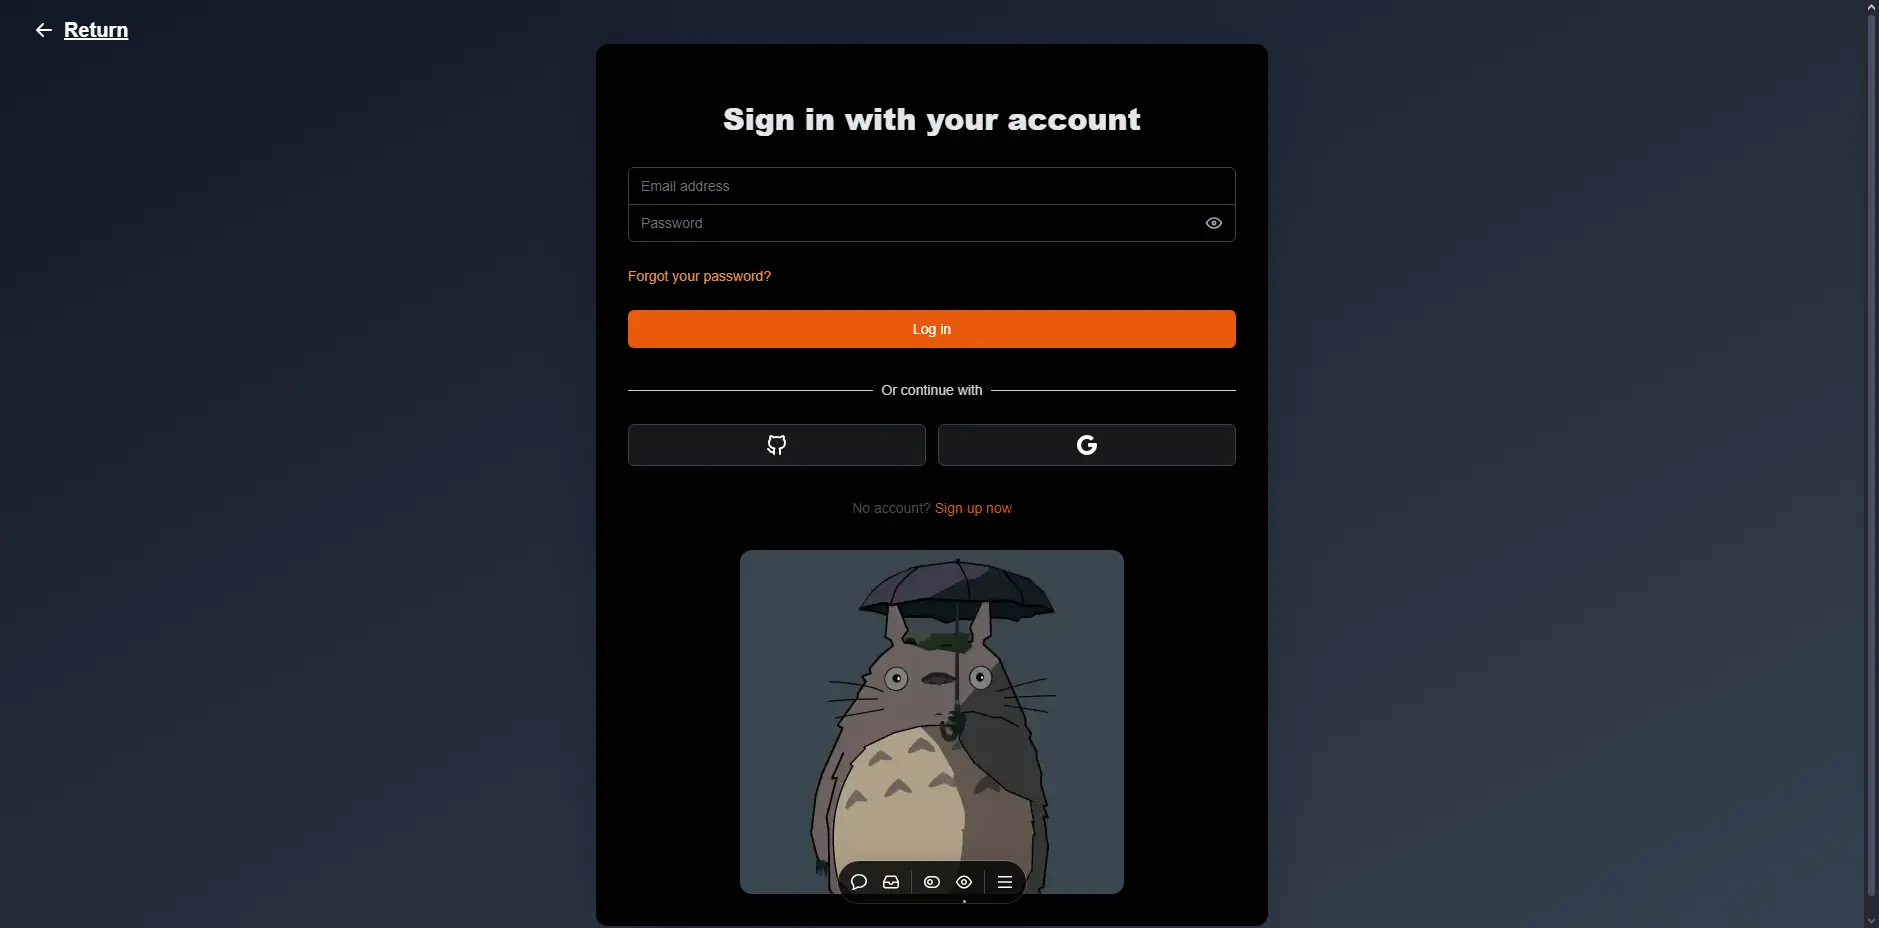 Return
Sign in with your account
Email address
Password
Forgot your password?
Log in
Or continue with
No account? Sign up now